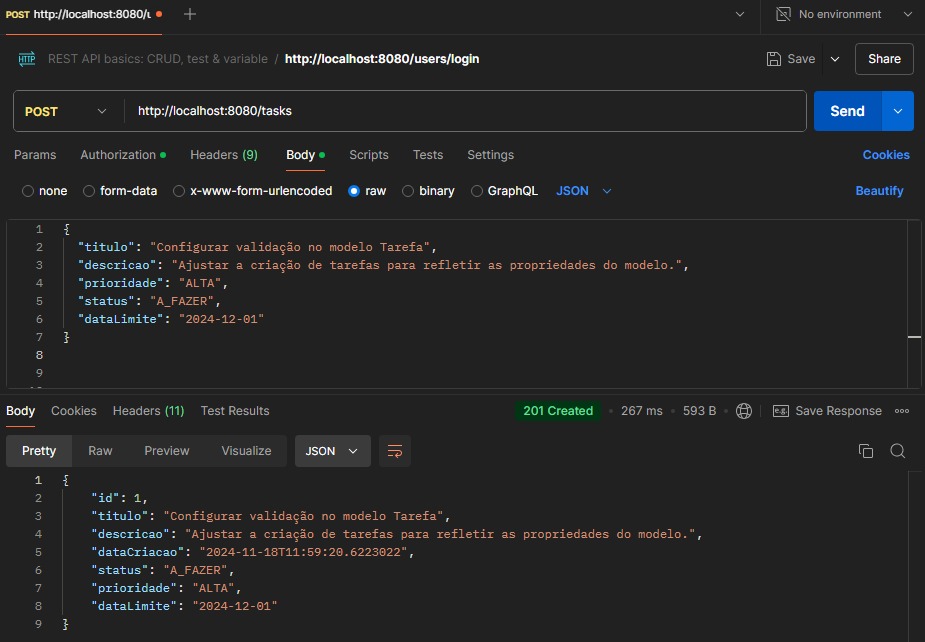 POST http://localhost:8080/u
No environment
HTTP REST API basics: CRUD, test & variable / http://localhost:8080/users/login Save Share
POST http://localhost:8080/tasks Send
Params Authorization Headers (9) Body Scripts Tests Settings Cookies
none form-data x-www-form-urlencoded raw binary GraphQL JSON Beautify
1 {
2 "titulo": "Configurar validação no modelo Tarefa",
3 "descricao": "Ajustar a criação de tarefas para refletir as propriedades do modelo.",
4 "prioridade": "ALTA",
5 "status": "A_FAZER",
6 "dataLimite": "2024-12-01"
7 }
8
9
Body Cookies Headers (11) Test Results 201 Created 267 ms 593 B e.g. Save Response
Pretty Raw Preview Visualize JSON
1 {
2 "id": 1,
3 "titulo": "Configurar validação no modelo Tarefa",
4 "descricao": "Ajustar a criação de tarefas para refletir as propriedades do modelo.",
5 "dataCriacao": "2024-11-18T11:59:20.6223022",
6 "status": "A_FAZER",
7 "prioridade": "ALTA",
8 "dataLimite": "2024-12-01"
9 }